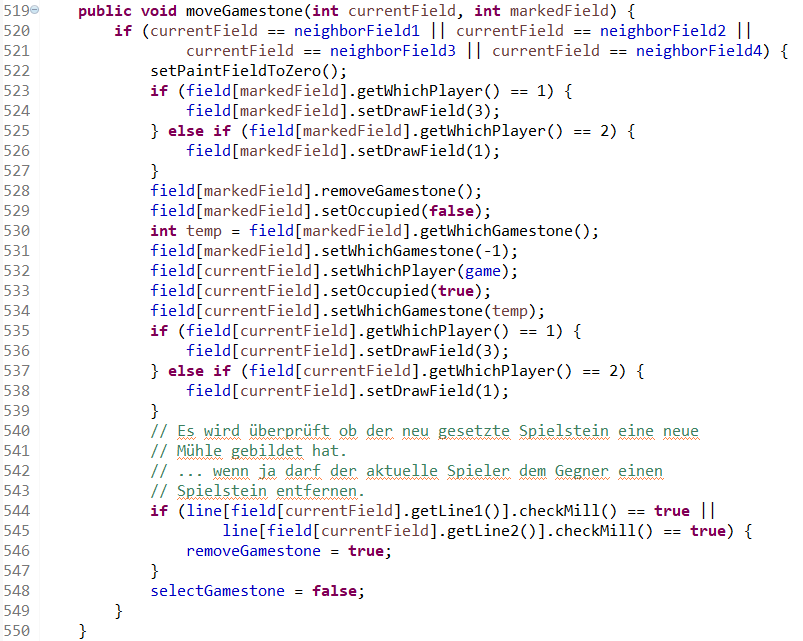 519 public void moveGamestone(int currentField, int markedField) {
520 if (currentField == neighborField1 || currentField == neighborField2 ||
521 currentField == neighborField3 || currentField == neighborField4) {
522 setPaintFieldToZero();
523 if (field[markedField].getWhichPlayer() == 1) {
524 field[markedField].setDrawField(3);
525 } else if (field[markedField].getWhichPlayer() == 2) {
526 field[markedField].setDrawField(1);
527 }
528 field[markedField].removeGamestone();
529 field[markedField].setOccupied(false);
530 int temp = field[markedField].getWhichGamestone();
531 field[markedField].setWhichGamestone(-1);
532 field[currentField].setWhichPlayer(game);
533 field[currentField].setOccupied(true);
534 field[currentField].setWhichGamestone(temp);
535 if (field[currentField].getWhichPlayer() == 1) {
536 field[currentField].setDrawField(3);
537 } else if (field[currentField].getWhichPlayer() == 2) {
538 field[currentField].setDrawField(1);
539 }
540 // Es wird überprüft ob der neu gesetzte Spielstein eine neue
541 // Mühle gebildet hat.
542 // ... wenn ja darf der aktuelle Spieler dem Gegner einen
543 // Spielstein entfernen.
544 if (line[field[currentField].getLine1()].checkMill() == true ||
545 line[field[currentField].getLine2()].checkMill() == true) {
546 removeGamestone = true;
547 }
548 selectGamestone = false;
549 }
550 }